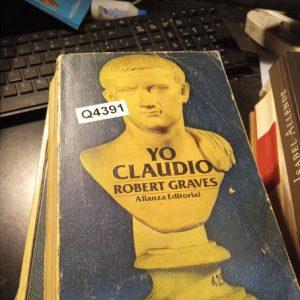 Q4391
YO
CLAUDIO
ROBERT GRAVES
Alianza Editorial
ISABEL ALLENDE